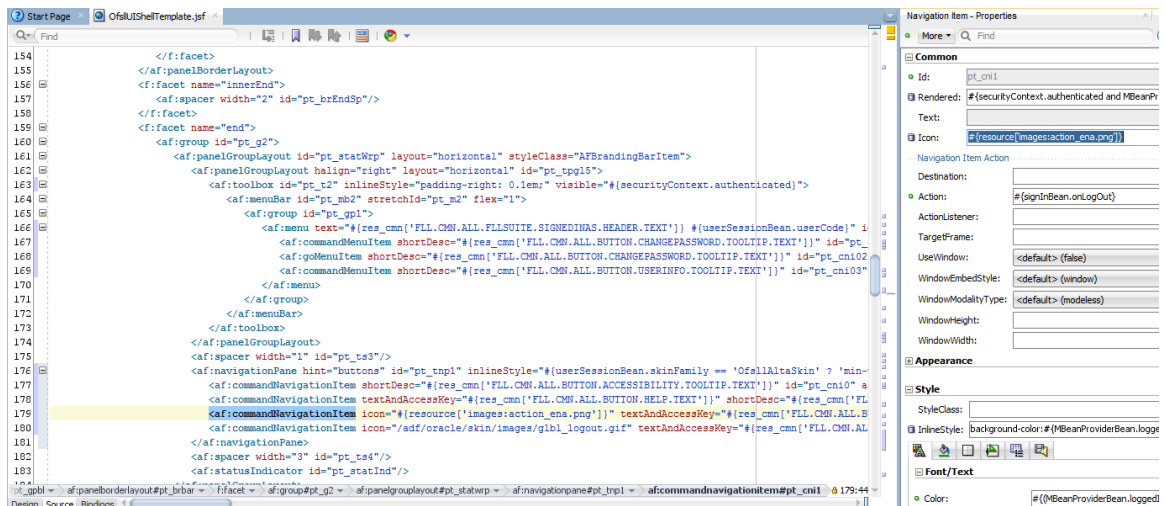 Start Page
OfsllUIShellTemplate.jsf
Find
154 </f:facet>
155 </af:panelBorderLayout>
156 <f:facet name="innerEnd">
157 <af:spacer width="2" id="pt_brEndSp"/>
158 </f:facet>
159 <f:facet name="end">
160 <af:group id="pt_g2">
161 <af:panelGroupLayout id="pt_statWrp" layout="horizontal" styleClass="AFBrandingBarItem">
162 <af:panelGroupLayout halign="right" layout="horizontal" id="pt_tpgl5">
163 <af:toolbox id="pt_t2" inlineStyle="padding-right: 0.1em;" visible="#{securityContext.authenticated}">
164 <af:menuBar id="pt_mb2" stretchId="pt_m2" flex="1">
165 <af:group id="pt_gp1">
166 <af:menu text="#{res_cmn['FLL.CMN.ALL.FLLSUITE.SIGNEDINAS.HEADER.TEXT']} #{userSessionBean.userCode}" i
167 <af:commandMenuItem shortDesc="#{res_cmn['FLL.CMN.ALL.BUTTON.CHANGEPASSWORD.TOOLTIP.TEXT']}" id="pt_
168 <af:goMenuItem shortDesc="#{res_cmn['FLL.CMN.ALL.BUTTON.CHANGEPASSWORD.TOOLTIP.TEXT']}" id="pt_cni02
169 <af:commandMenuItem shortDesc="#{res_cmn['FLL.CMN.ALL.BUTTON.USERINFO.TOOLTIP.TEXT']}" id="pt_cni03"
170 </af:menu>
171 </af:group>
172 </af:menuBar>
173 </af:toolbox>
174 </af:panelGroupLayout>
175 <af:spacer width="1" id="pt_ts3"/>
176 <af:navigationPane hint="buttons" id="pt_tnp1" inlineStyle="#{userSessionBean.skinFamily == 'OfsllAltaSkin' ? 'min-
177 <af:commandNavigationItem shortDesc="#{res_cmn['FLL.CMN.ALL.BUTTON.ACCESSIBILITY.TOOLTIP.TEXT']}" id="pt_cni0" a
178 <af:commandNavigationItem textAndAccessKey="#{res_cmn['FLL.CMN.ALL.BUTTON.HELP.TEXT']}" shortDesc="#{res_cmn['FL
179 <af:commandNavigationItem icon="#{resource['images:action_ena.png']}" textAndAccessKey="#{res_cmn['FLL.CMN.ALL.B
180 <af:commandNavigationItem icon="/adf/oracle/skin/images/glbl_logout.gif" textAndAccessKey="#{res_cmn['FLL.CMN.AL
181 </af:navigationPane>
182 <af:spacer width="3" id="pt_ts4"/>
183 <af:statusIndicator id="pt_statInd"/>
pt_gpbl af:panelborderlayout#pt_brbar f:facet af:group#pt_g2 af:panelgrouplayout#pt_statwrp af:navigationpane#pt_tnp1 af:commandnavigationitem#pt_cni1 179:44
Design Source Bindings
Navigation Item - Properties
More Find
Common
Id: pt_cni1
Rendered: #{securityContext.authenticated and MBeanPr
Text:
Icon: #{resource['images:action_ena.png']}
Navigation Item Action
Destination:
Action: #{signInBean.onLogOut}
ActionListener:
TargetFrame:
UseWindow: <default> (false)
WindowEmbedStyle: <default> (window)
WindowModalityType: <default> (modeless)
WindowHeight:
WindowWidth:
Appearance
Style
StyleClass:
InlineStyle: background-color:#{MBeanProviderBean.logge
Font/Text
Color: #{(MBeanProviderBean.loggedI